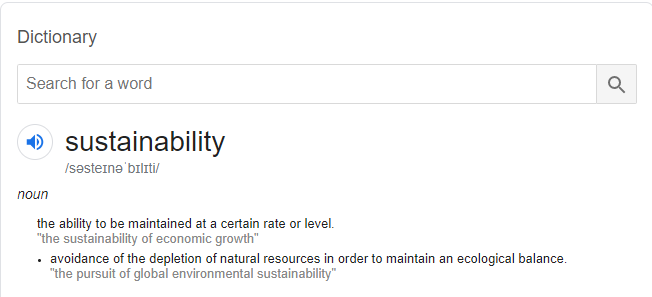 Dictionary
Search for a word
sustainability
/səsteɪnəˈbɪlɪti/
noun
the ability to be maintained at a certain rate or level.
"the sustainability of economic growth"
• avoidance of the depletion of natural resources in order to maintain an ecological balance.
"the pursuit of global environmental sustainability"